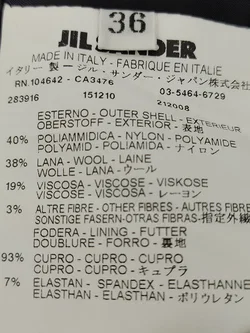 36
JIL SANDER
MADE IN ITALY - FABRIQUE EN ITALIE
イタリー製 - ジル・サンダー・ジャパン株式会社
RN 104642 - CA3476 03-5464-6729
283916 151210 212008
ESTERNO - OUTER SHELL - EXTERIEUR
OBERSTOFF - EXTERIOR - 表地
40% POLIAMMIDICA - NYLON - POLYAMIDE
POLYAMID - POLIAMIDA - ナイロン
38% LANA - WOOL - LAINE
WOLLE - LANA - ウール
19% VISCOSA - VISCOSE - VISKOSE
VISCOSA - VISCOSE - レーヨン
3% ALTRE FIBRE - OTHER FIBRES - AUTRES FIBRES
SONSTIGE FASERN - OTRAS FIBRAS - 指定外繊
FODERA - LINING - FUTTER
DOUBLURE - FORRO - 裏地
93% CUPRO - CUPRO - CUPRO
CUPRO - CUPRO - キュプラ
7% ELASTAN - SPANDEX - ELASTHANNE
ELASTHAN - ELASTHAN - ポリウレタン